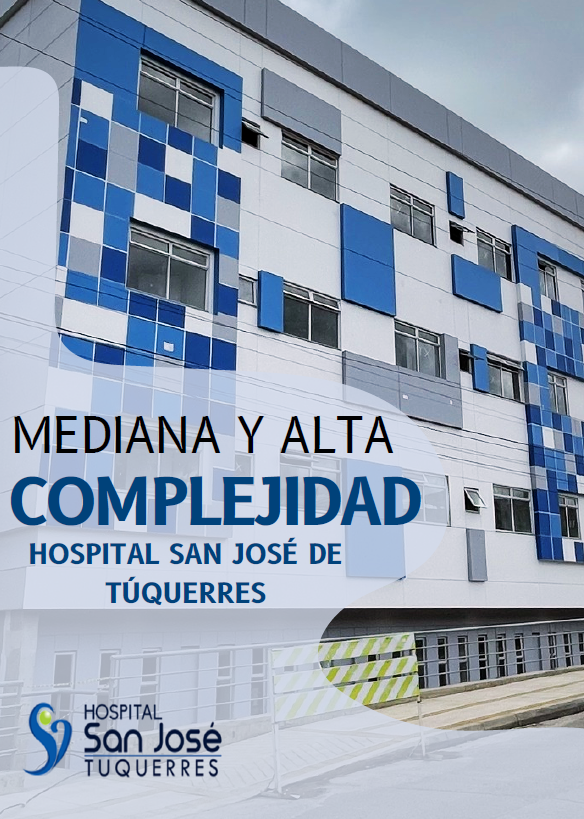 MEDIANA Y ALTA
COMPLEJIDAD
HOSPITAL SAN JOSÉ DE
TÚQUERRES
HOSPITAL
San José
TUQUERRES